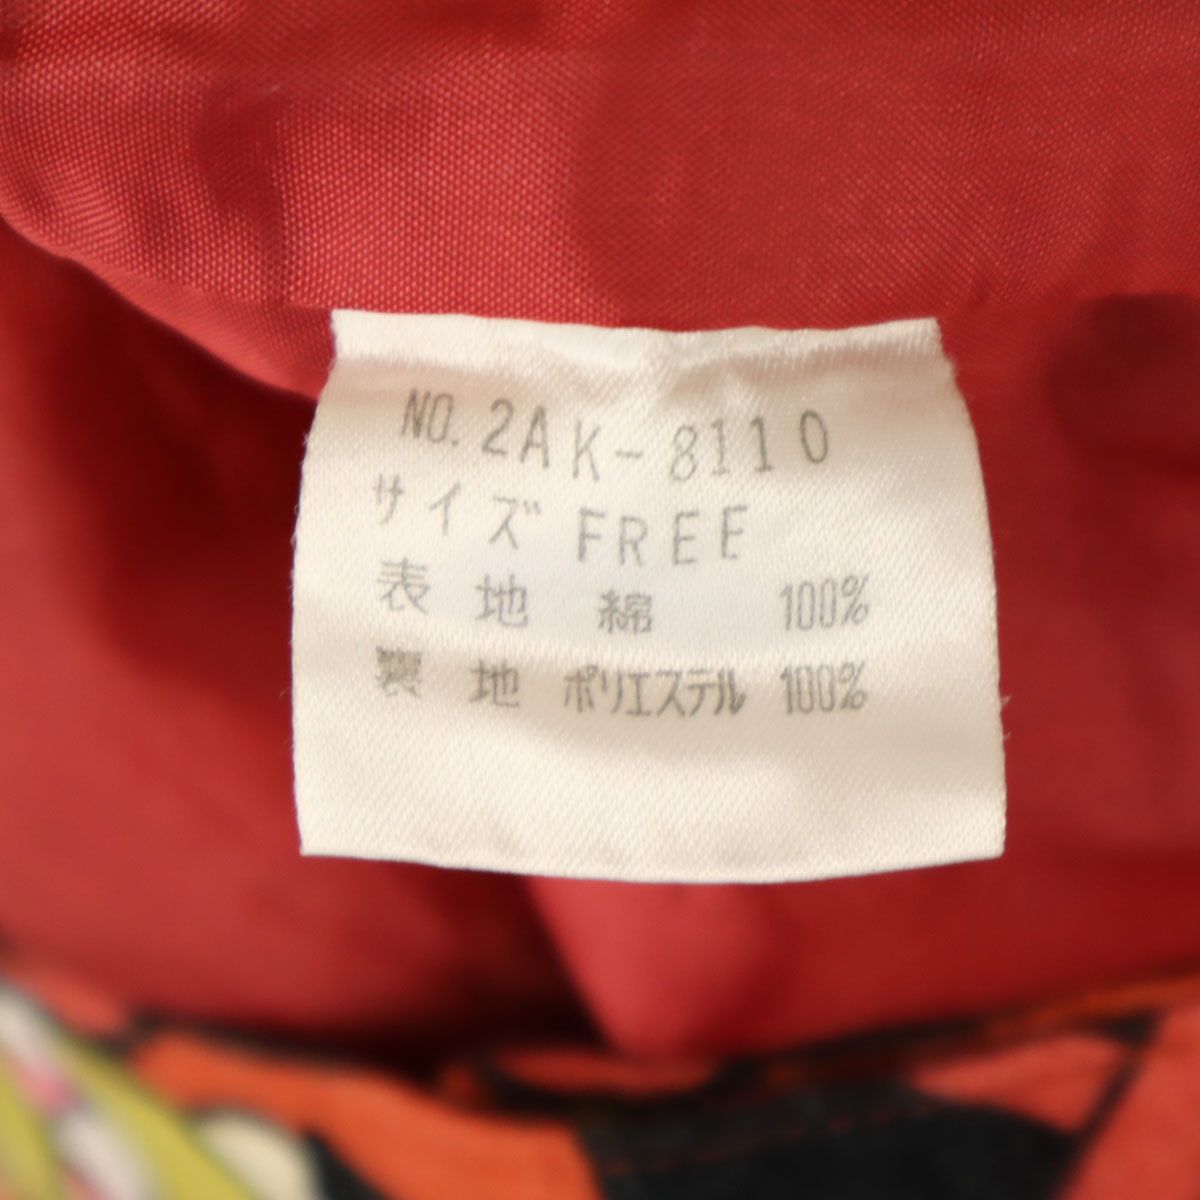 NO. 2AK-8110
サイズ FREE
表 地 綿 100%
裏 地 ポリエステル 100%